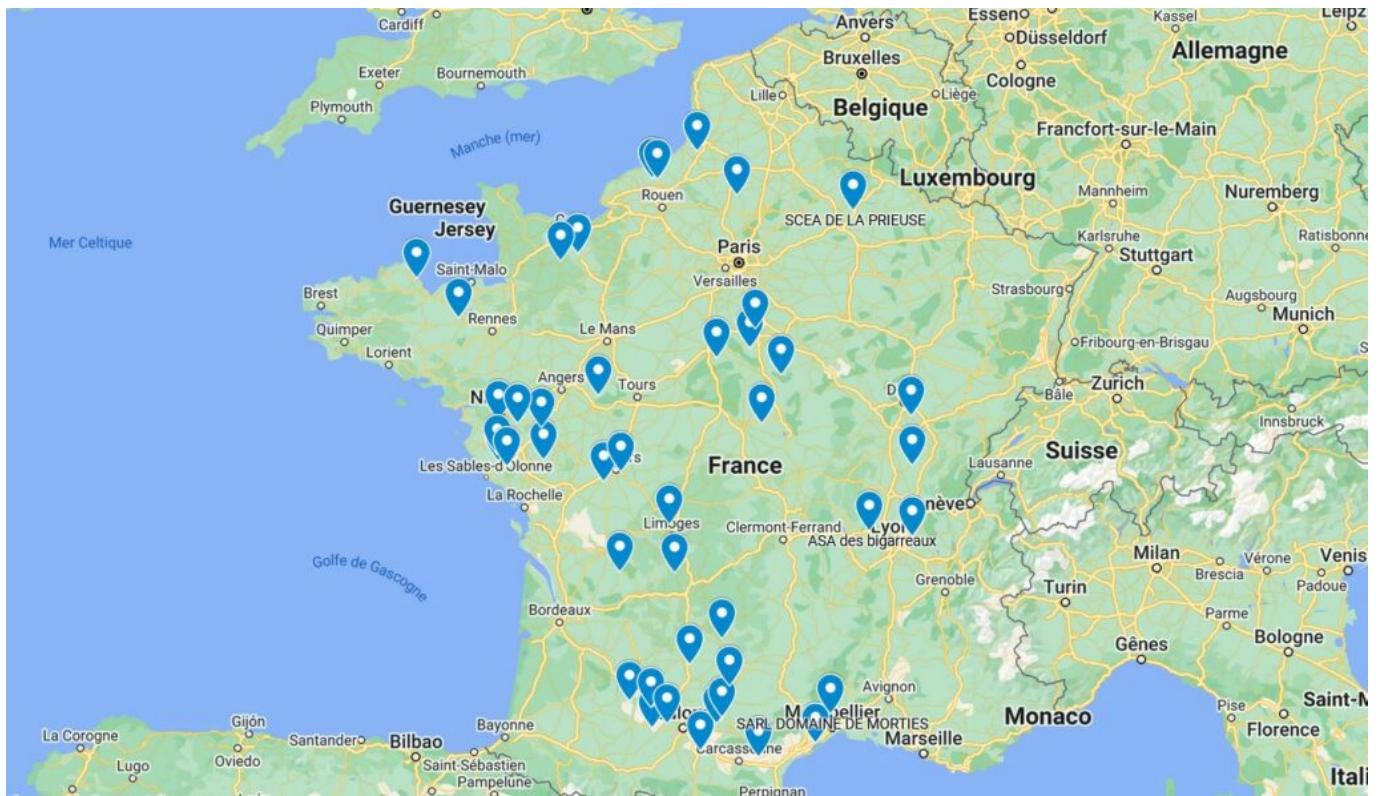 Cardiff
Anvers
Essen
Kassel
Düsseldorf
Exeter
Bournemouth
Bruxelles
Cologne
Allemagne
Plymouth
Lille
Liège
Belgique
Manche (mer)
Francfort-sur-le-Main
Luxembourg
Mannheim
Nuremberg
Rouen
Guernesey
Jersey
SCEA DE LA PRIEUSE
Mer Celtique
Paris
Karlsruhe
Ratisbonne
Stuttgart
Saint-Malo
Versailles
Brest
Strasbourg
Augsbourg
Quimper
Rennes
Le Mans
Munich
Lorient
Fribourg-en-Brisgau
Angers
Tours
Zurich
Bâle
Innsbruck
Les Sables-d'Olonne
France
Suisse
Lausanne
La Rochelle
Limoges
Clermont-Ferrand
Lyon
ASA des bigarreaux
Milan
Vérone
Golfe de Gascogne
Grenoble
Turin
Brescia
Padoue
Bordeaux
Parme
Gênes
Bologne
Avignon
Gijón
Bayonne
SARL DOMAINE DE MORTIES
Monaco
Pise
La Corogne
Santander
Bilbao
Carcassonne
Marseille
Florence
Lugo
Oviedo
Saint-Sébastien
Pampelune
Perpignan